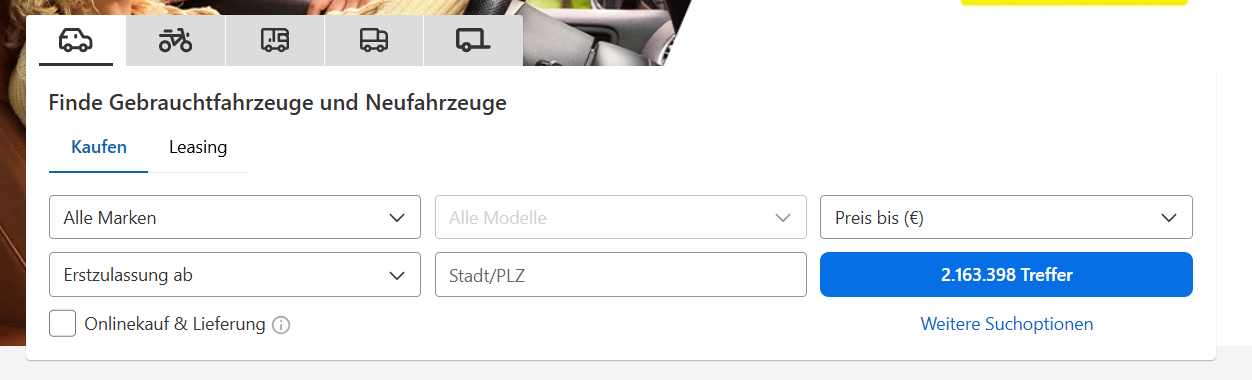 Finde Gebrauchtfahrzeuge und Neufahrzeuge
Kaufen Leasing
Alle Marken Alle Modelle Preis bis (€)
Erstzulassung ab Stadt/PLZ 2.163.398 Treffer
Onlinekauf & Lieferung Weitere Suchoptionen